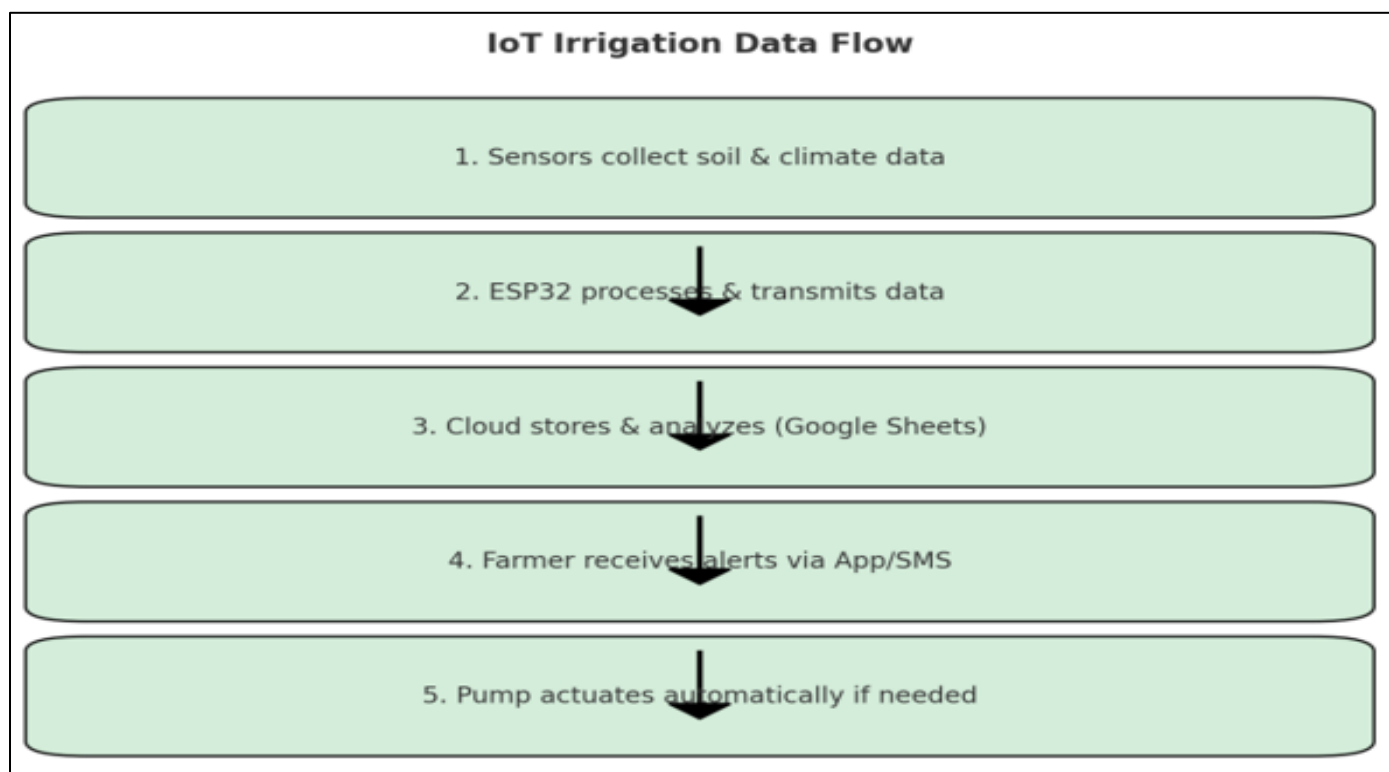 IoT Irrigation Data Flow
1. Sensors collect soil & climate data
2. ESP32 processes & transmits data
3. Cloud stores & analyzes (Google Sheets)
4. Farmer receives alerts via App/SMS
5. Pump actuates automatically if needed